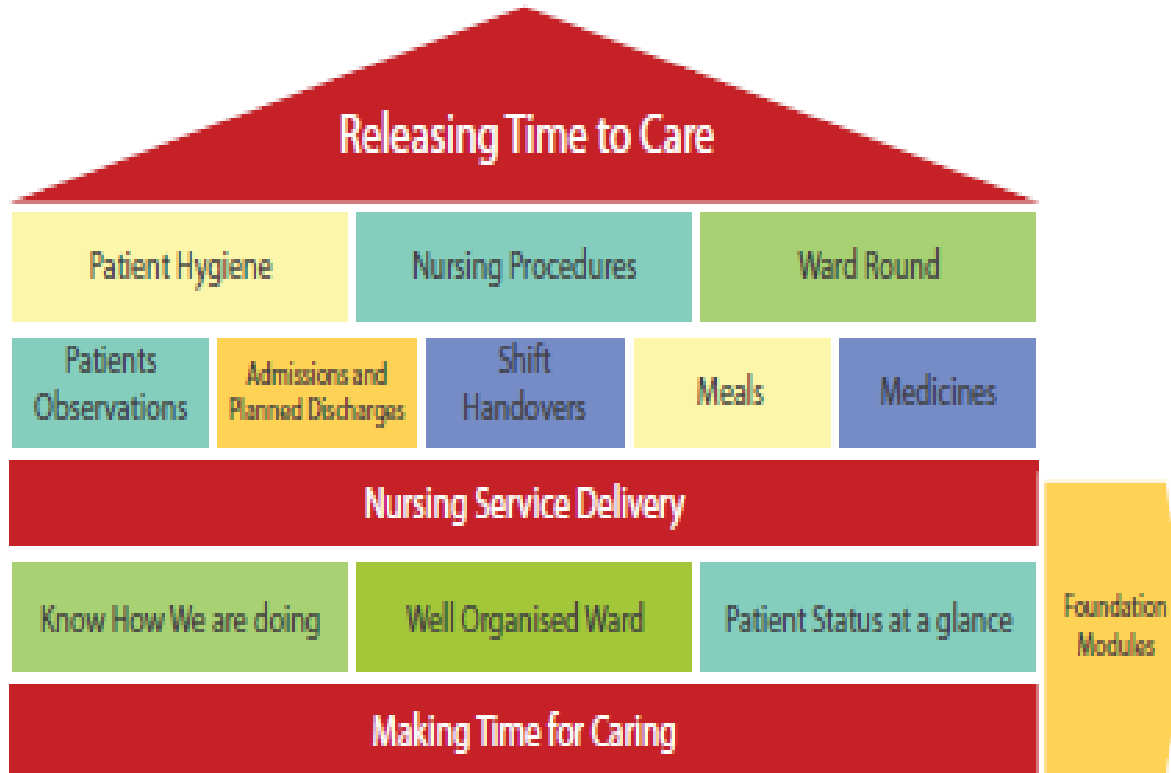 Releasing Time to Care
Patient Hygiene
Nursing Procedures
Ward Round
Patients
Observations
Admissions and
Planned Discharges
Shift
Handovers
Meals
Medicines
Nursing Service Delivery
Know How We are doing
Well Organised Ward
Patient Status at a glance
Foundation
Modules
Making Time for Caring